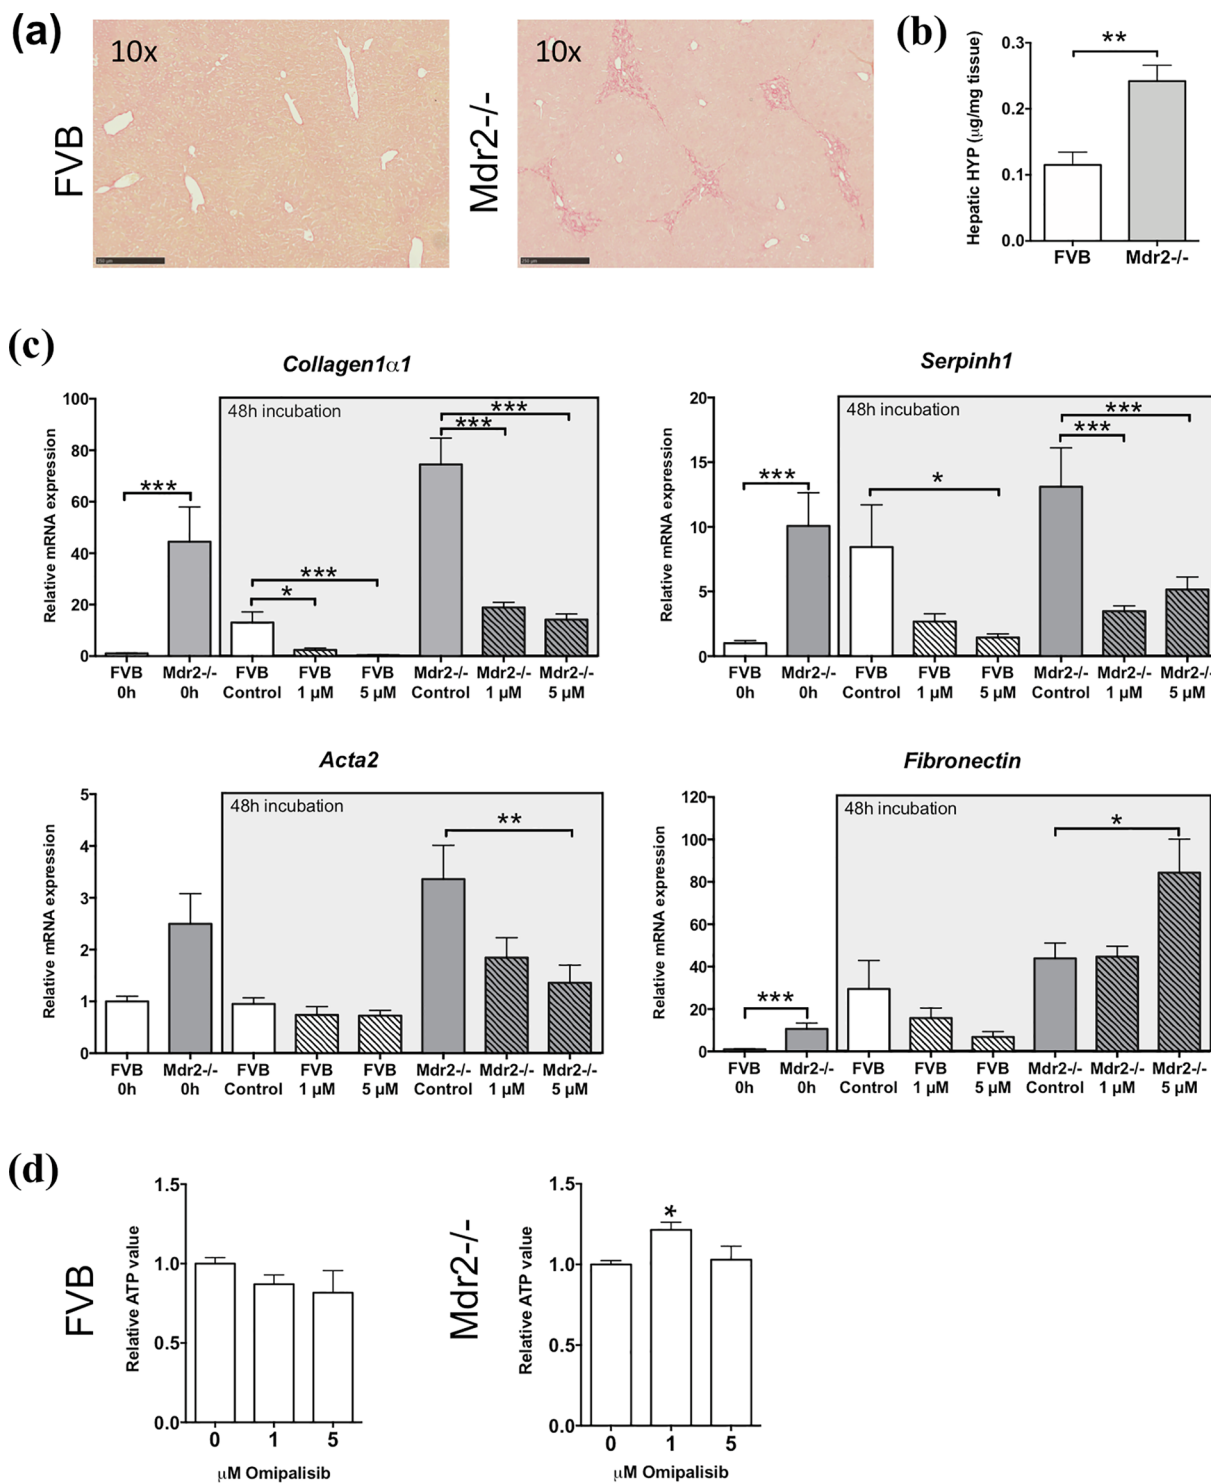 (a)
10x
FVB
250 µm
10x
Mdr2-/-
250 µm
(b)
Hepatic HYP (µg/mg tissue)
0.3
0.2
0.1
0.0
**
FVB Mdr2-/-
(c)
Collagen1α1
Relative mRNA expression
100
80
60
40
20
0
48h incubation
***
***
*
***
***
FVB Mdr2-/- FVB FVB FVB Mdr2-/- Mdr2-/- Mdr2-/-
0h 0h Control 1 µM 5 µM Control 1 µM 5 µM
Serpinh1
Relative mRNA expression
20
15
10
5
0
48h incubation
***
*
***
***
FVB Mdr2-/- FVB FVB FVB Mdr2-/- Mdr2-/- Mdr2-/-
0h 0h Control 1 µM 5 µM Control 1 µM 5 µM
Acta2
Relative mRNA expression
5
4
3
2
1
0
48h incubation
**
FVB Mdr2-/- FVB FVB FVB Mdr2-/- Mdr2-/- Mdr2-/-
0h 0h Control 1 µM 5 µM Control 1 µM 5 µM
Fibronectin
Relative mRNA expression
120
100
80
60
40
20
0
48h incubation
***
*
FVB Mdr2-/- FVB FVB FVB Mdr2-/- Mdr2-/- Mdr2-/-
0h 0h Control 1 µM 5 µM Control 1 µM 5 µM
(d)
FVB
Relative ATP value
1.5
1.0
0.5
0.0
0 1 5
µM Omipalisib
Mdr2-/-
Relative ATP value
1.5
1.0
0.5
0.0
*
0 1 5
µM Omipalisib